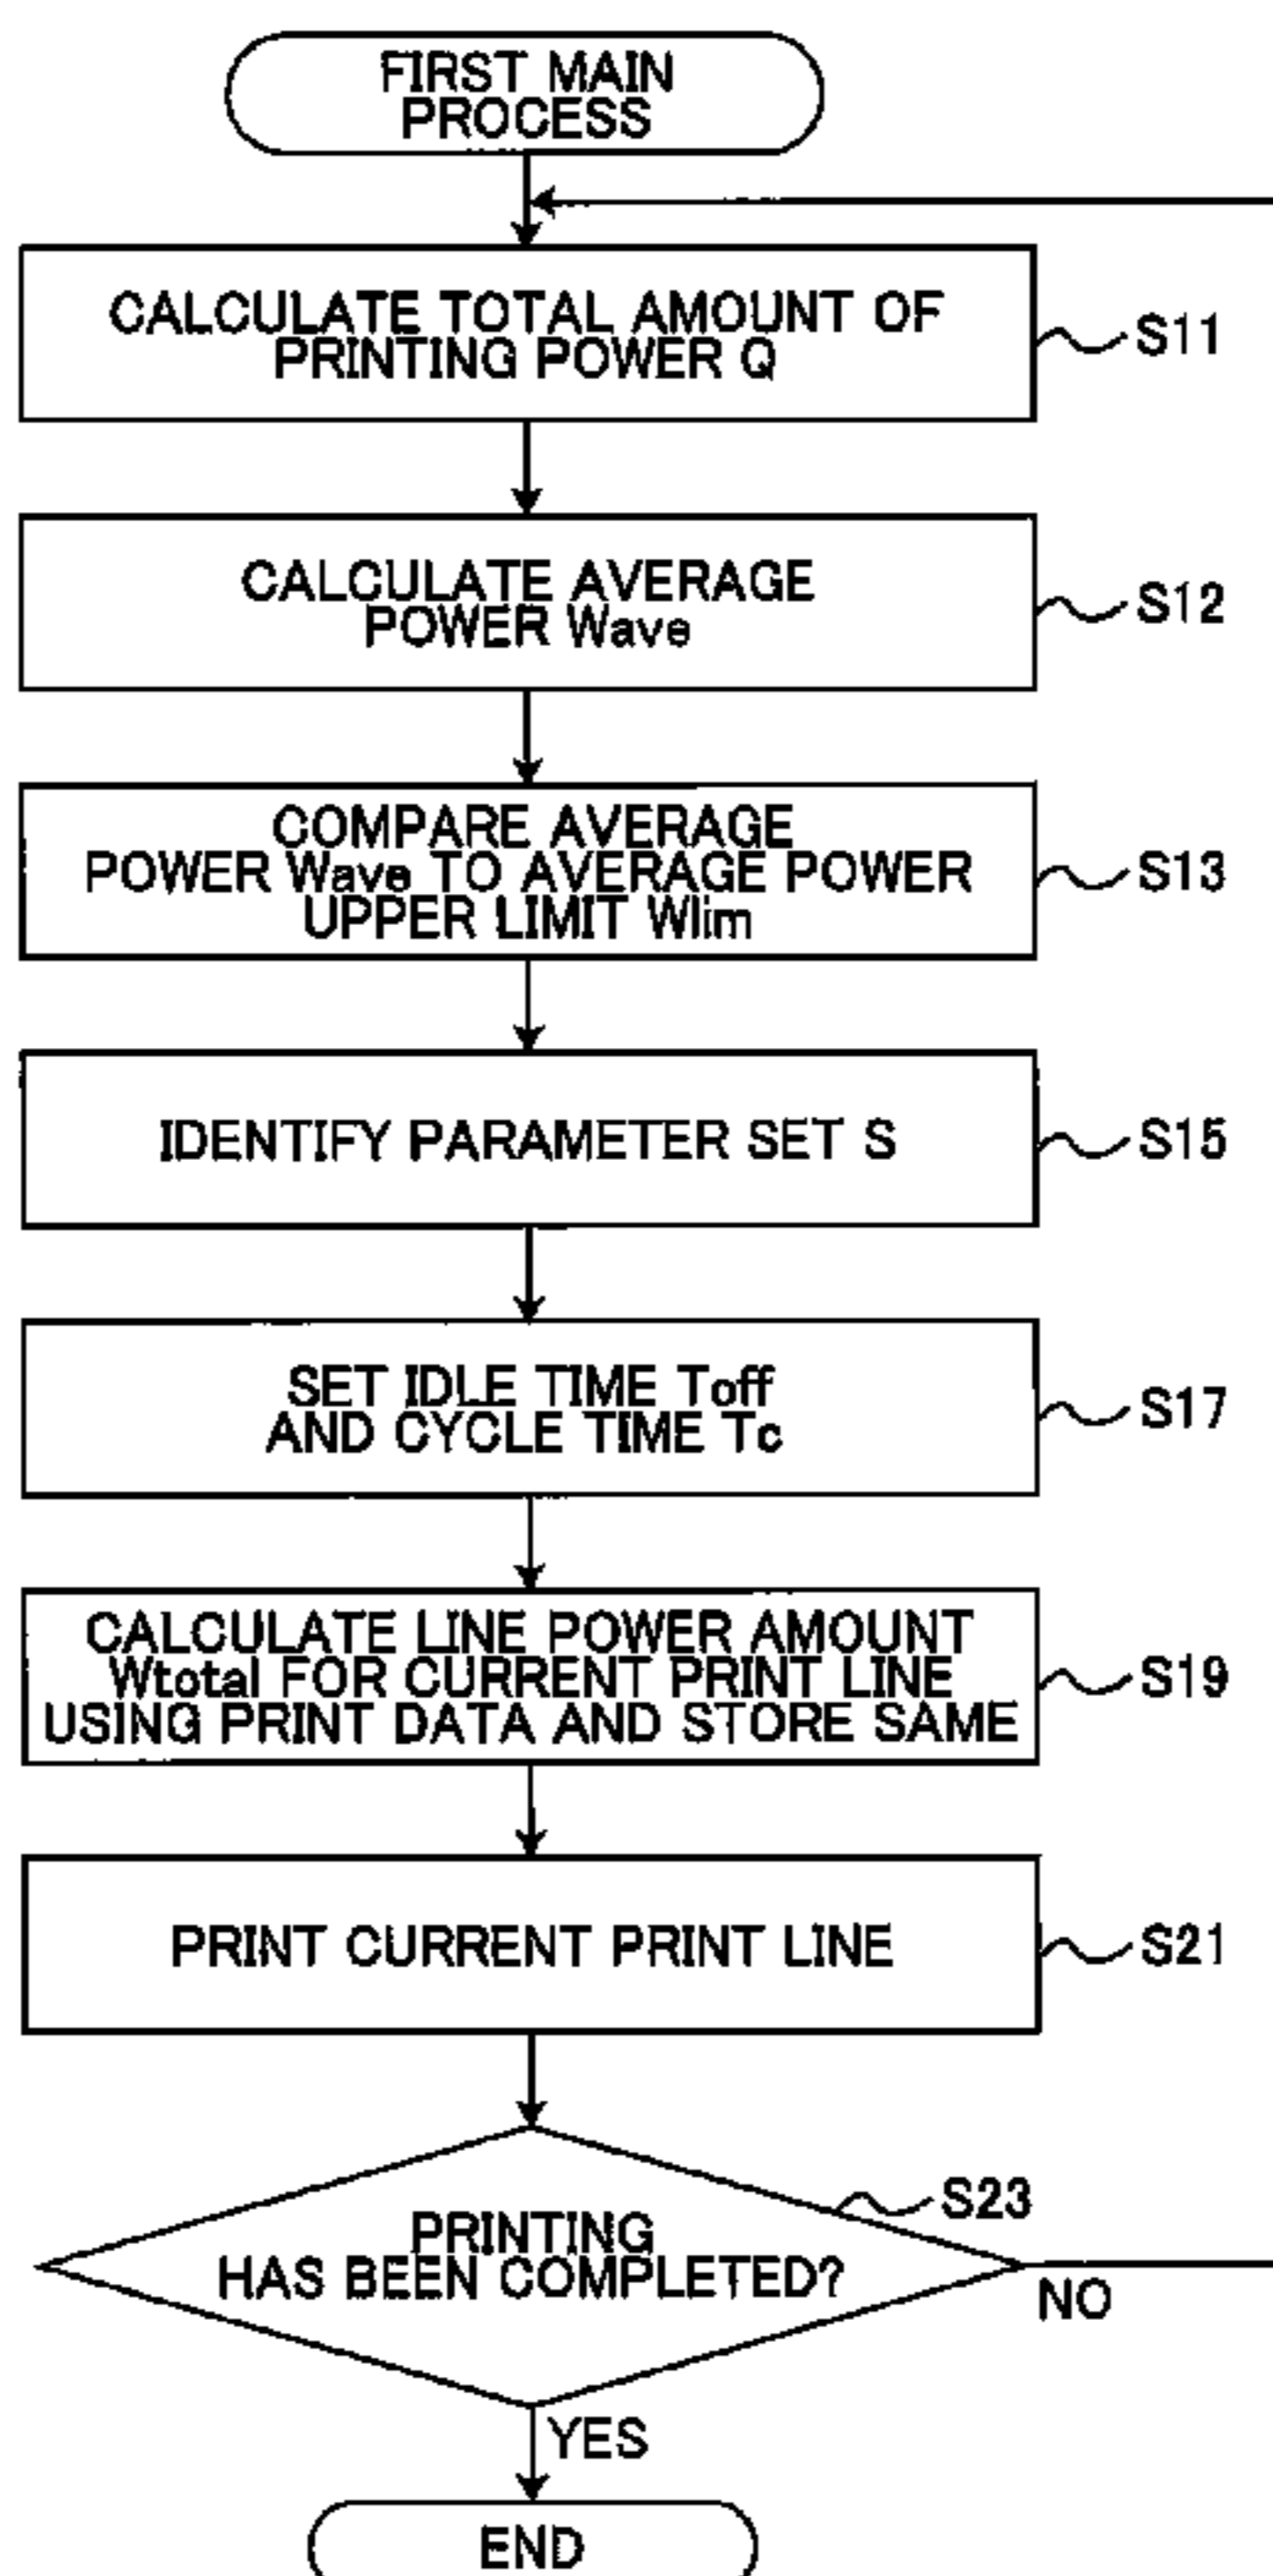 FIRST MAIN
PROCESS
CALCULATE TOTAL AMOUNT OF
PRINTING POWER Q
S11
CALCULATE AVERAGE
POWER Wave
S12
COMPARE AVERAGE
POWER Wave TO AVERAGE POWER
UPPER LIMIT Wlim
S13
IDENTIFY PARAMETER SET S
S15
SET IDLE TIME Toff
AND CYCLE TIME Tc
S17
CALCULATE LINE POWER AMOUNT
Wtotal FOR CURRENT PRINT LINE
USING PRINT DATA AND STORE SAME
S19
PRINT CURRENT PRINT LINE
S21
S23
PRINTING
HAS BEEN COMPLETED?
NO
YES
END